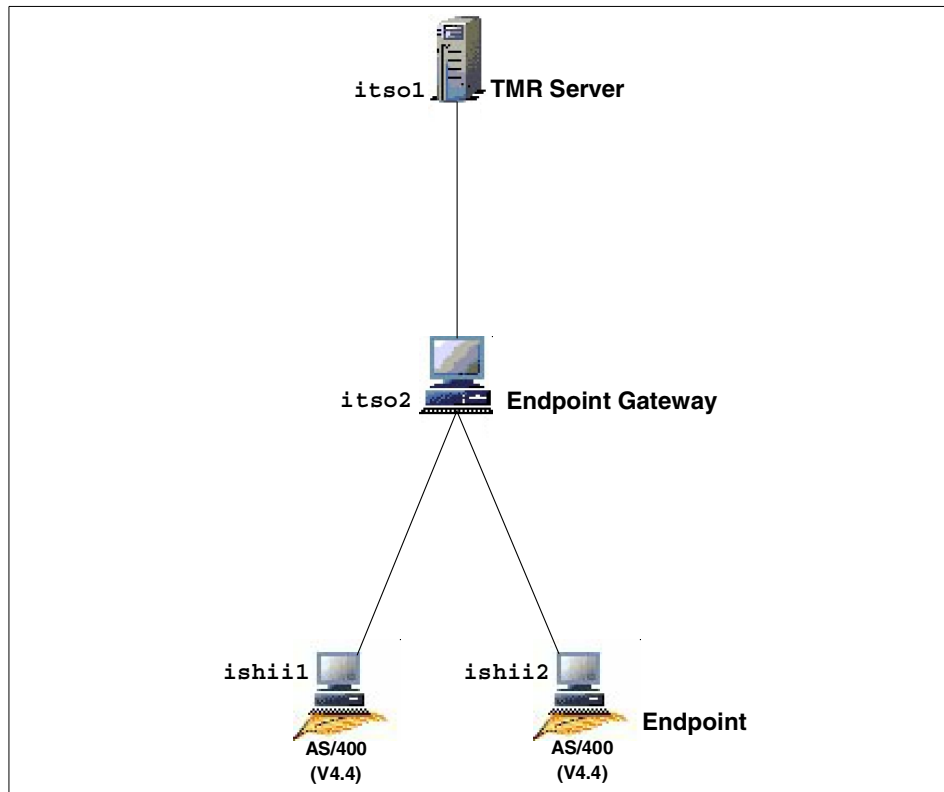 itso1 TMR Server
itso2 Endpoint Gateway
ishii1 ishii2
Endpoint
AS/400 AS/400
(V4.4) (V4.4)